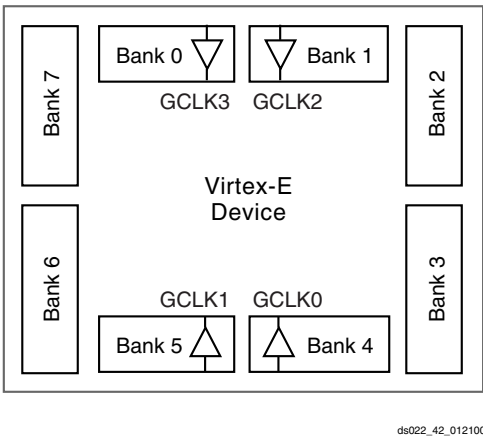 Bank 0
Bank 1
Bank 7
Bank 2
GCLK3 GCLK2
Virtex-E
Device
Bank 6
Bank 3
GCLK1 GCLK0
Bank 5
Bank 4
ds022_42_012100